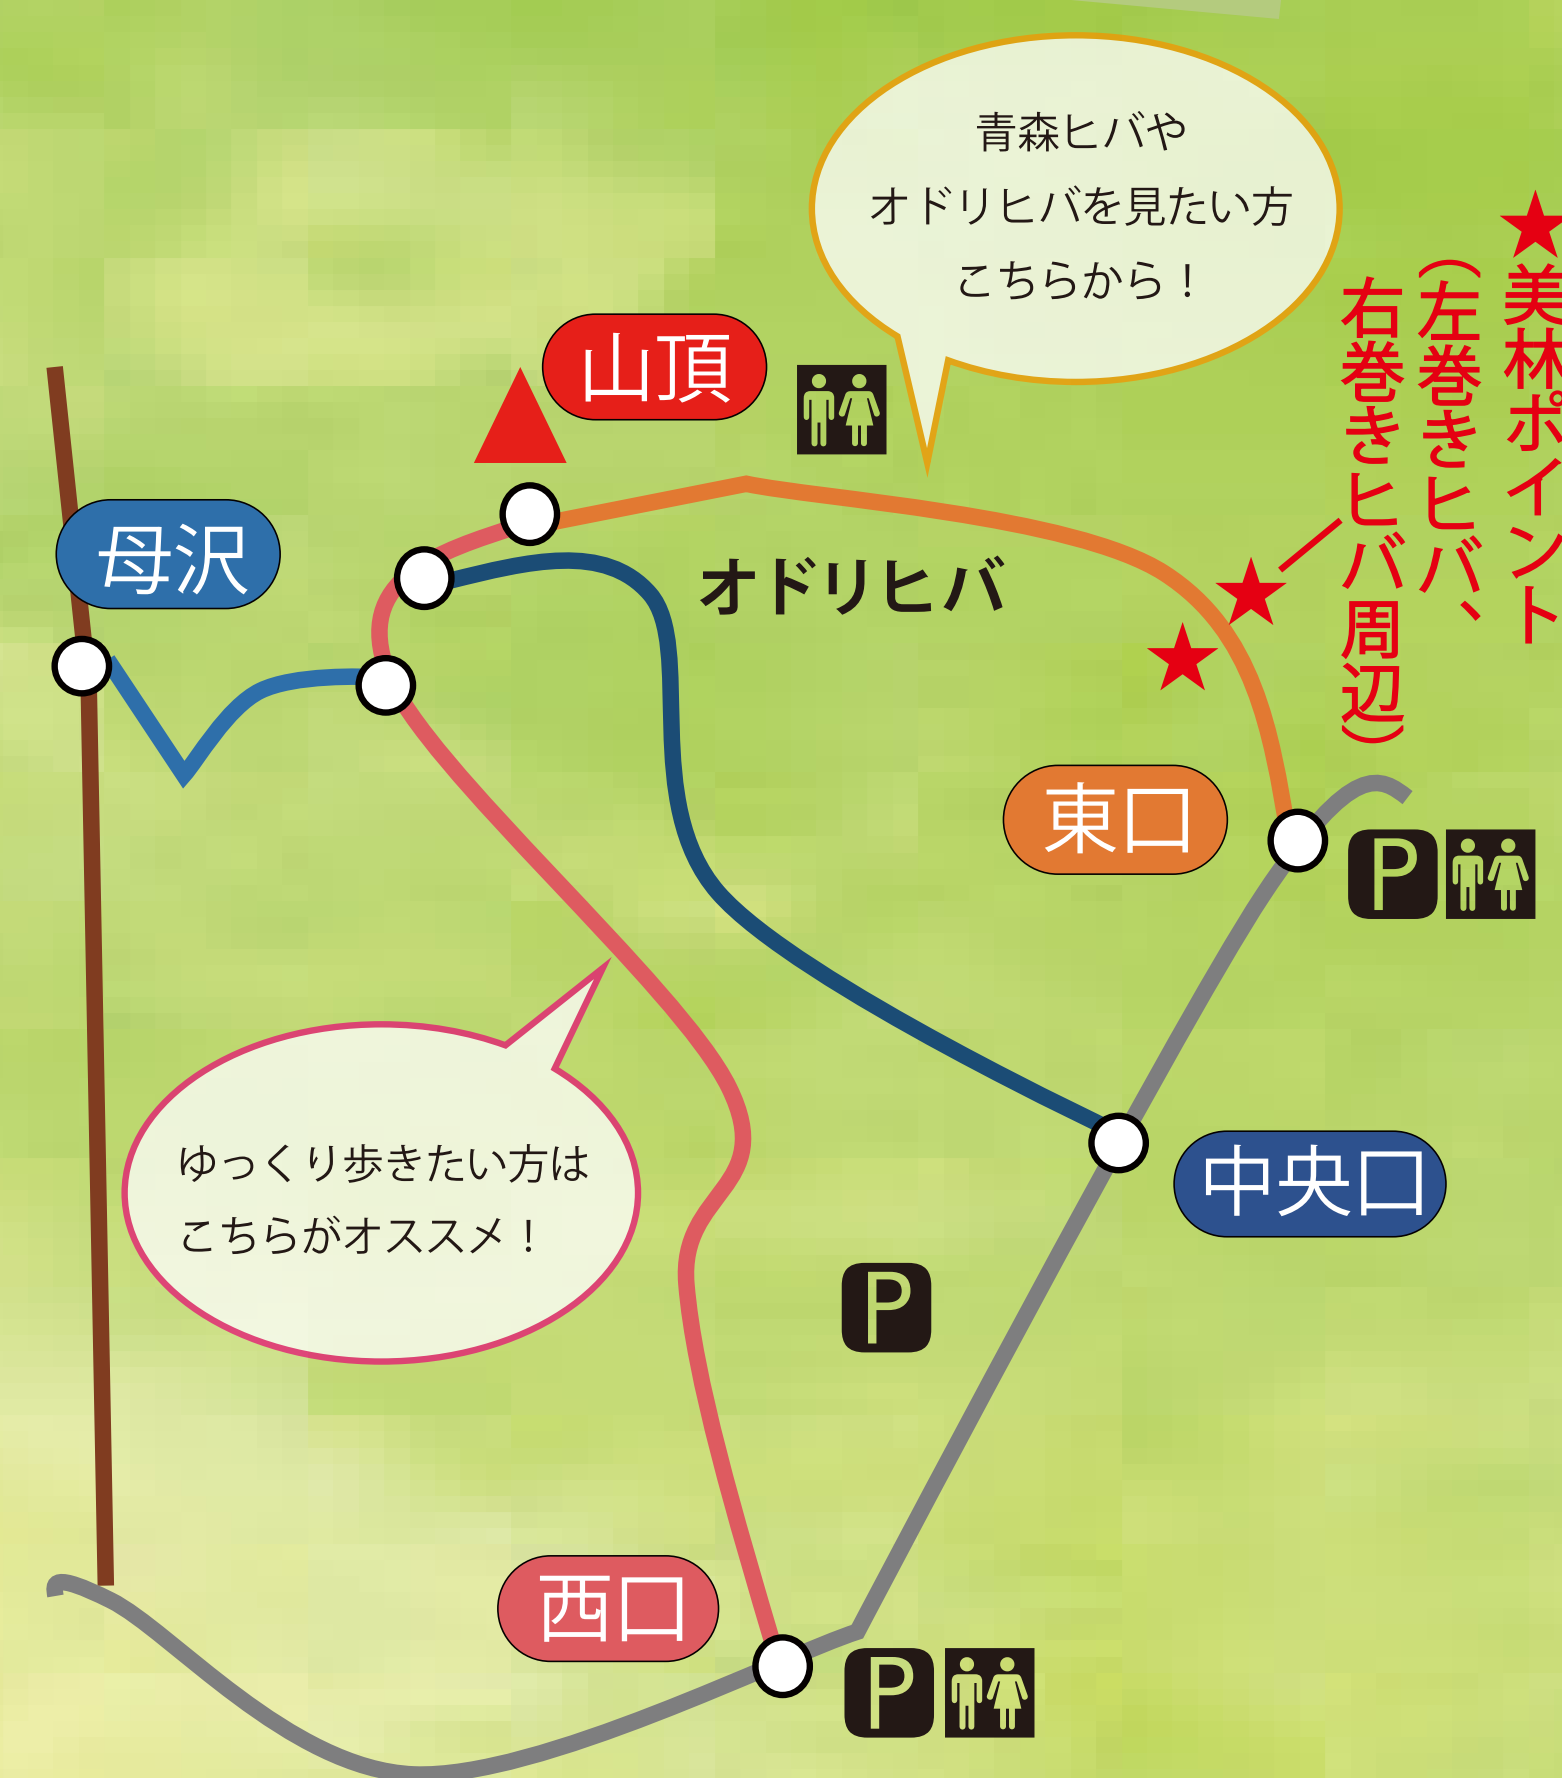 青森ヒバや
オドリヒバを見たい方
こちらから！
★美林ポイント
（左巻きヒバ、
右巻きヒバ周辺）
山頂
母沢
オドリヒバ
東口
P
ゆっくり歩きたい方は
こちらがオススメ！
中央口
P
西口
P